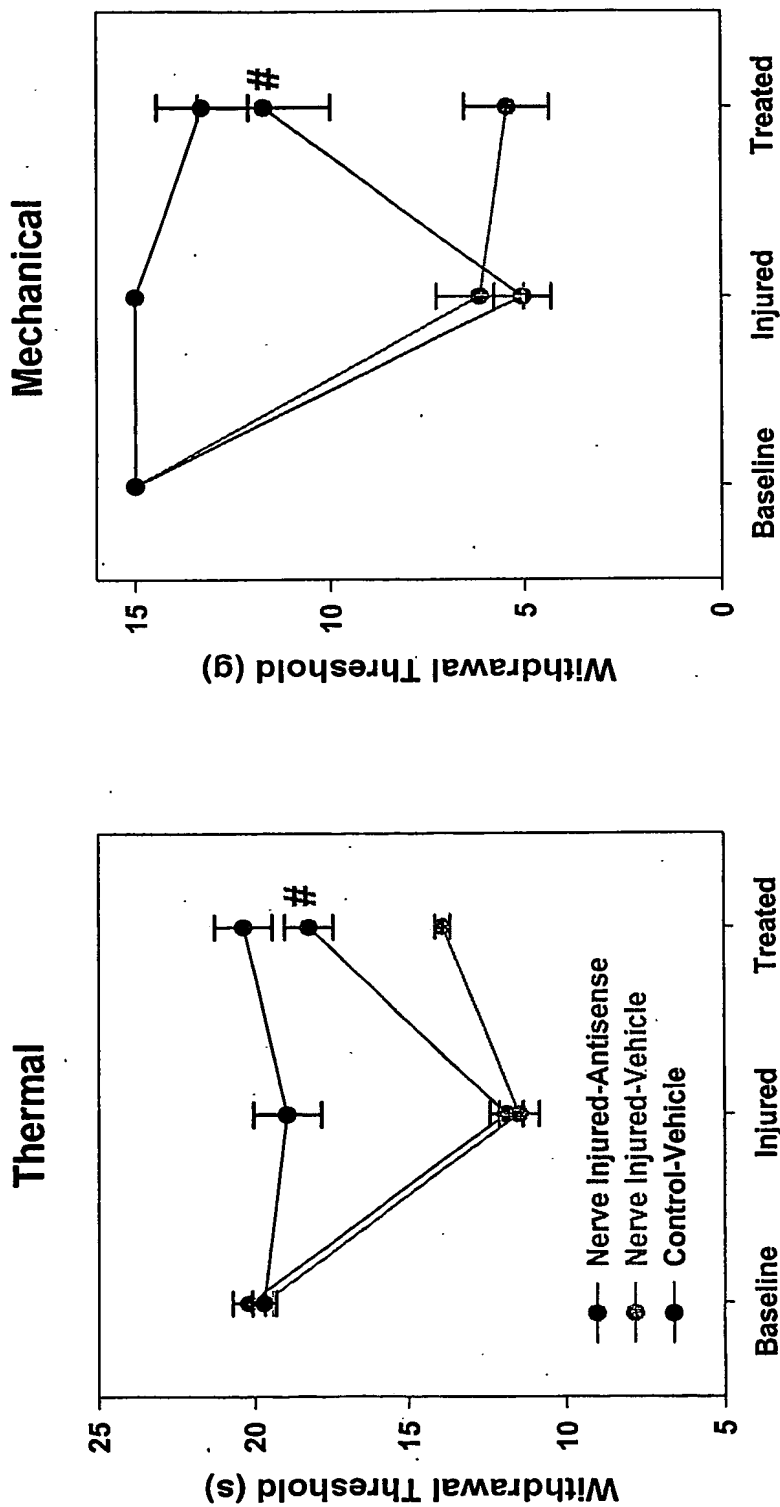 Thermal
Withdrawal Threshold (s)
25
20
15
10
5
Baseline
Injured
Treated
#
Nerve Injured-Antisense
Nerve Injured-Vehicle
Control-Vehicle
Mechanical
Withdrawal Threshold (g)
15
10
5
0
Baseline
Injured
Treated
#